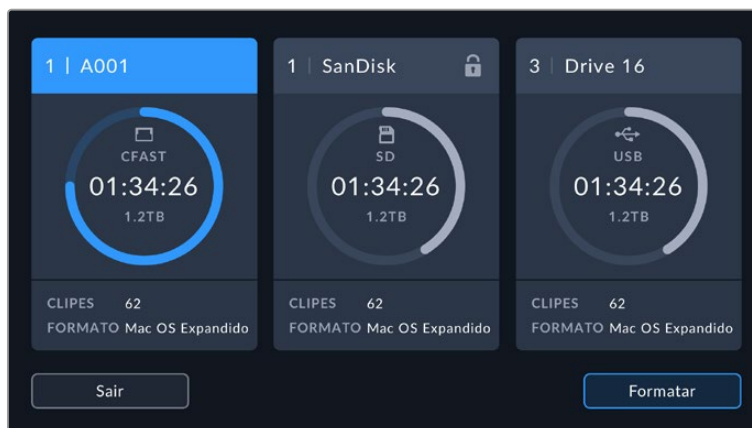 1 | A001
CFAST
01:34:26
1.2TB
CLIPES 62
FORMATO Mac OS Expandido
1 | SanDisk
SD
01:34:26
1.2TB
CLIPES 62
FORMATO Mac OS Expandido
3 | Drive 16
USB
01:34:26
1.2TB
CLIPES 62
FORMATO Mac OS Expandido
Sair
Formatar